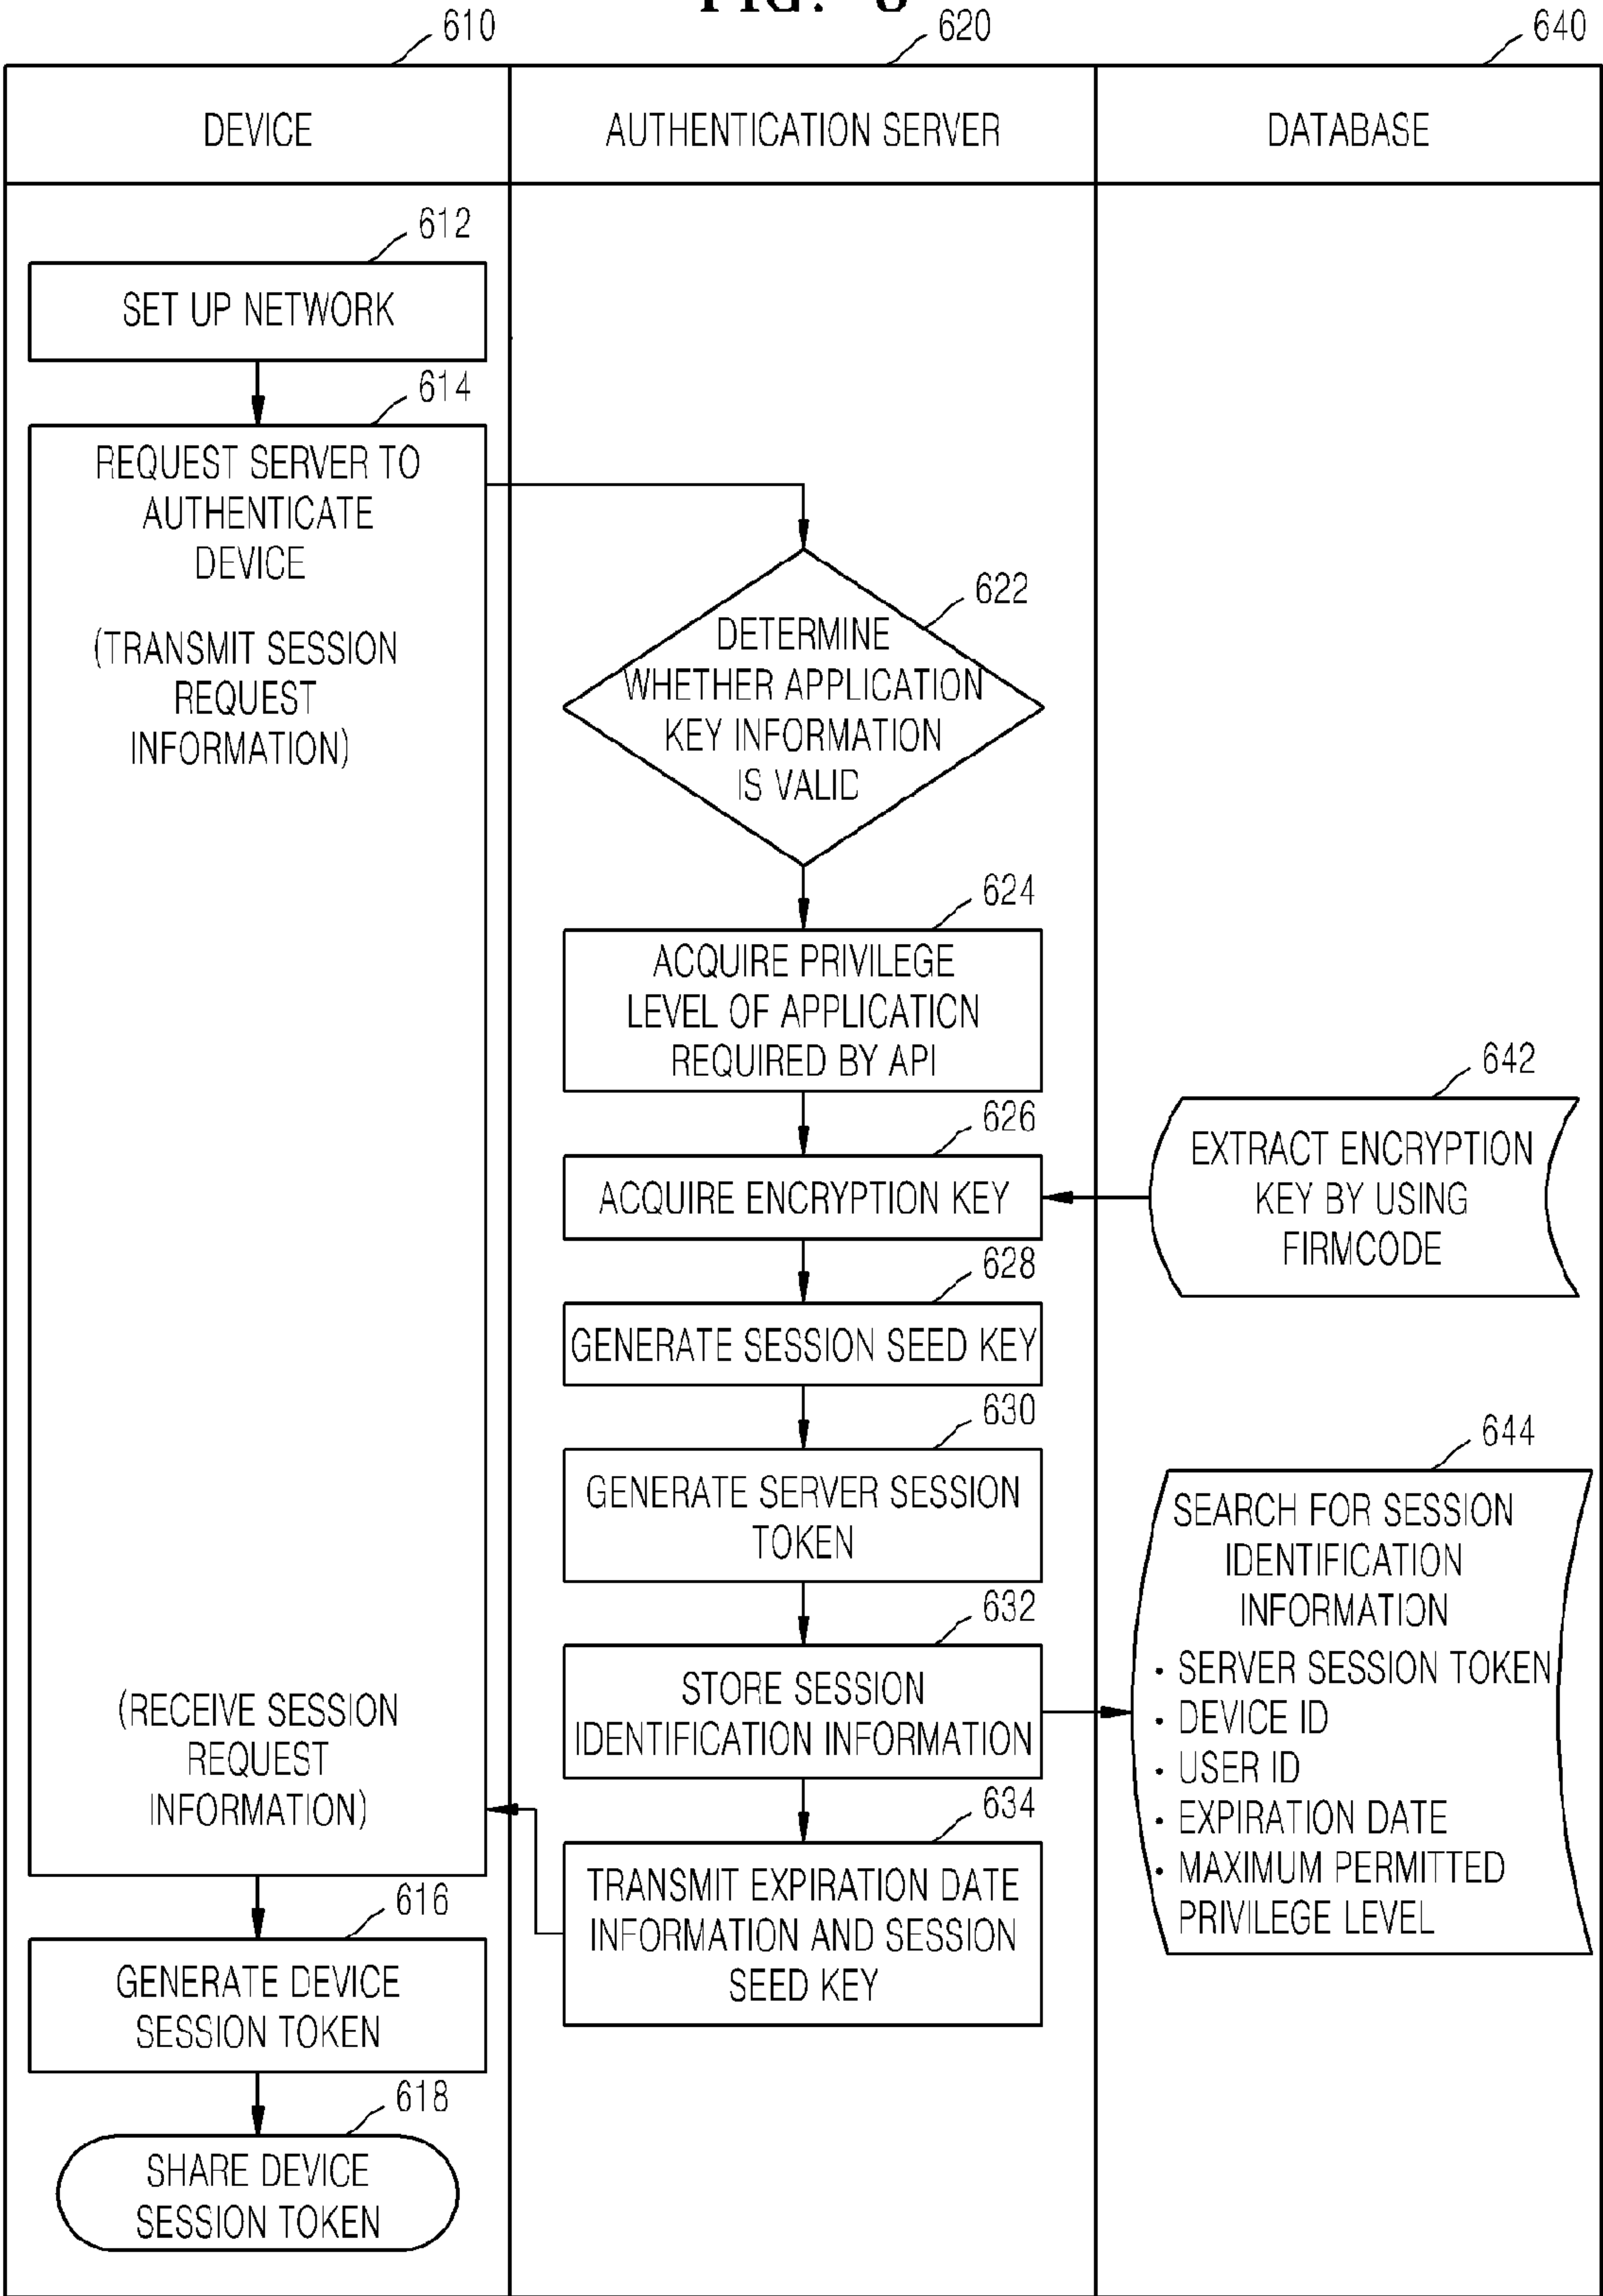 FIG. 6
610
620
640
DEVICE
AUTHENTICATION SERVER
DATABASE
612
SET UP NETWORK
614
REQUEST SERVER TO
AUTHENTICATE
DEVICE
(TRANSMIT SESSION
REQUEST
INFORMATION)
622
DETERMINE
WHETHER APPLICATION
KEY INFORMATION
IS VALID
624
ACQUIRE PRIVILEGE
LEVEL OF APPLICATION
REQUIRED BY API
642
EXTRACT ENCRYPTION
KEY BY USING
FIRMCODE
626
ACQUIRE ENCRYPTION KEY
628
GENERATE SESSION SEED KEY
630
GENERATE SERVER SESSION
TOKEN
644
SEARCH FOR SESSION
IDENTIFICATION
INFORMATION
• SERVER SESSION TOKEN
• DEVICE ID
• USER ID
• EXPIRATION DATE
• MAXIMUM PERMITTED
PRIVILEGE LEVEL
632
STORE SESSION
IDENTIFICATION INFORMATION
(RECEIVE SESSION
REQUEST
INFORMATION)
634
TRANSMIT EXPIRATION DATE
INFORMATION AND SESSION
SEED KEY
616
GENERATE DEVICE
SESSION TOKEN
618
SHARE DEVICE
SESSION TOKEN